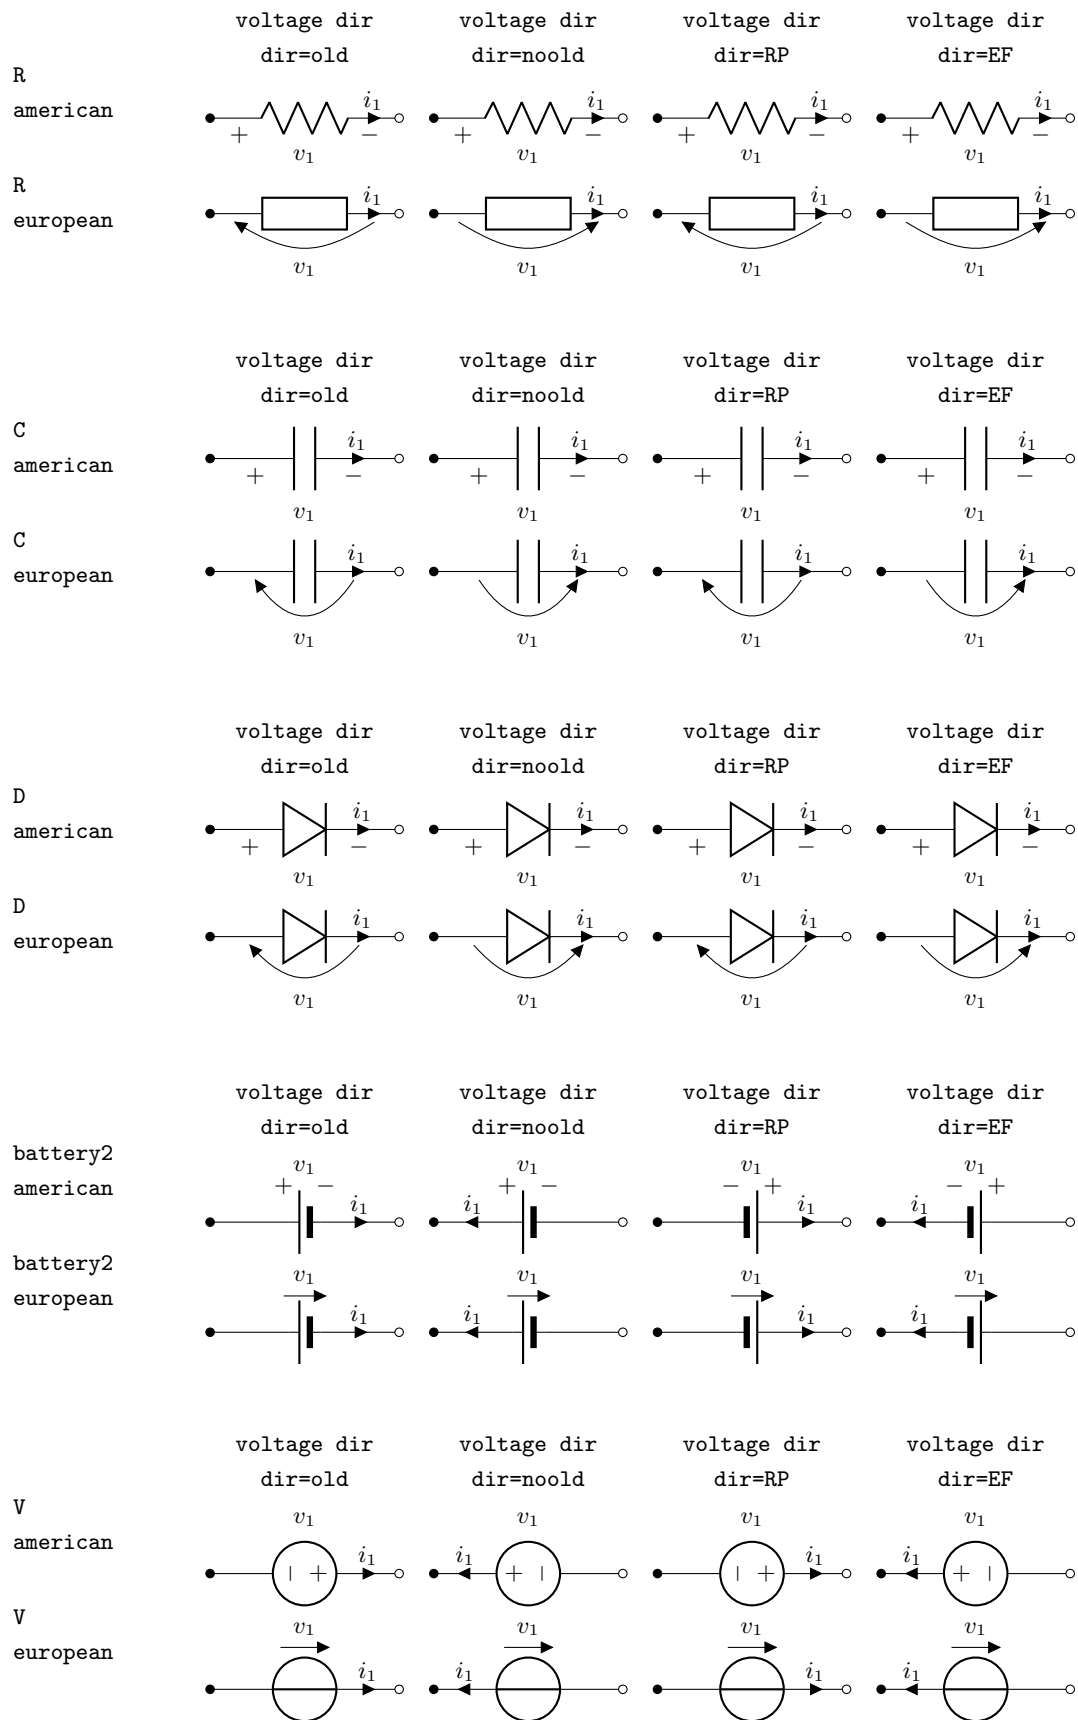 voltage dir voltage dir voltage dir voltage dir
dir=old dir=noold dir=RP dir=EF
R
american
i₁ i₁ i₁ i₁
+ − + − + − + −
v₁ v₁ v₁ v₁
R
european
i₁ i₁ i₁ i₁
v₁ v₁ v₁ v₁
voltage dir voltage dir voltage dir voltage dir
dir=old dir=noold dir=RP dir=EF
C
american
i₁ i₁ i₁ i₁
+ − + − + − + −
v₁ v₁ v₁ v₁
C
european
i₁ i₁ i₁ i₁
v₁ v₁ v₁ v₁
voltage dir voltage dir voltage dir voltage dir
dir=old dir=noold dir=RP dir=EF
D
american
i₁ i₁ i₁ i₁
+ − + − + − + −
v₁ v₁ v₁ v₁
D
european
i₁ i₁ i₁ i₁
v₁ v₁ v₁ v₁
voltage dir voltage dir voltage dir voltage dir
dir=old dir=noold dir=RP dir=EF
battery2
american
v₁ v₁ v₁ v₁
+ − + − − + − +
i₁ i₁ i₁ i₁
battery2
european
v₁ v₁ v₁ v₁
i₁ i₁ i₁ i₁
voltage dir voltage dir voltage dir voltage dir
dir=old dir=noold dir=RP dir=EF
V
american
v₁ v₁ v₁ v₁
− + i₁ i₁ + − − + i₁ i₁ + −
V
european
v₁ v₁ v₁ v₁
i₁ i₁ i₁ i₁